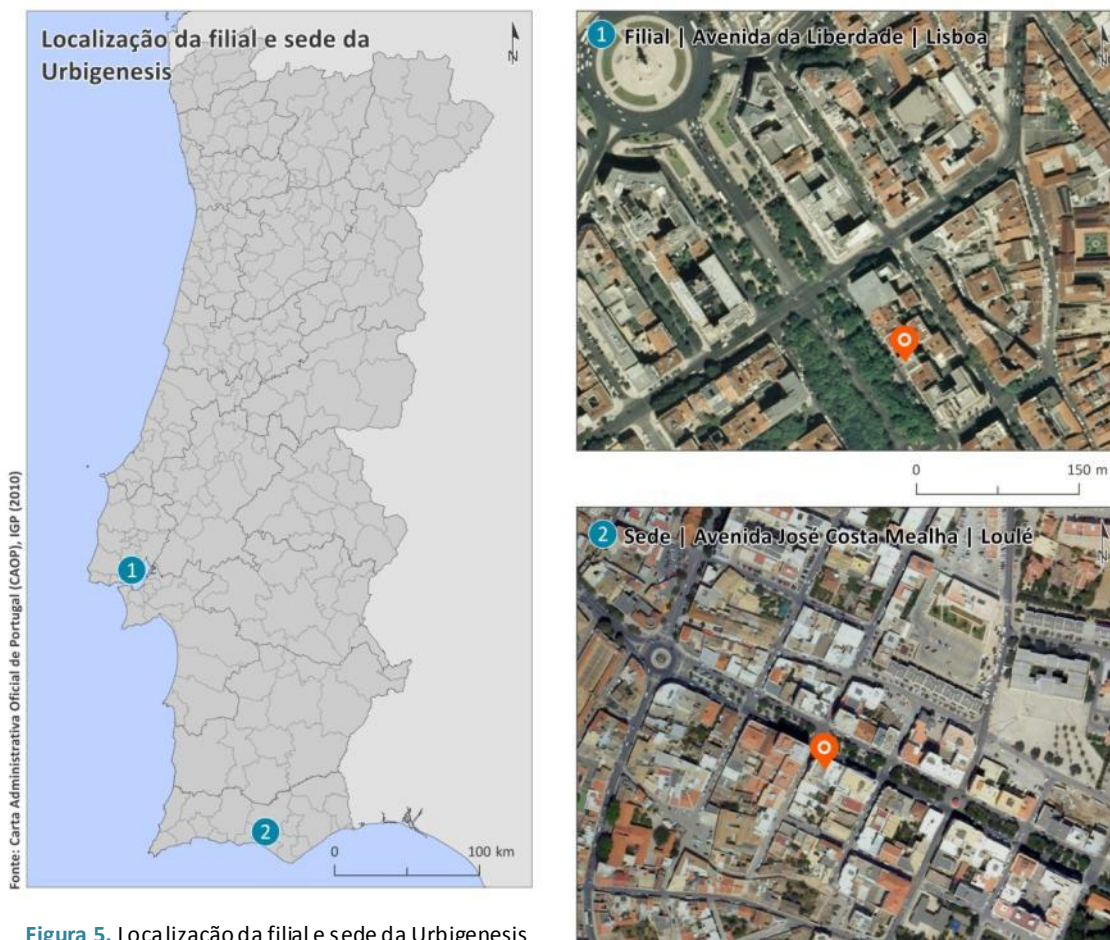 Localização da filial e sede da
Urbigenesis
N
1
2
0 100 km
Fonte: Carta Administrativa Oficial de Portugal (CAOP), IGP (2010)
1 Filial | Avenida da Liberdade | Lisboa
N
0 150 m
2 Sede | Avenida José Costa Mealha | Loulé
N
Figura 5. Localização da filial e sede da Urbigenesis